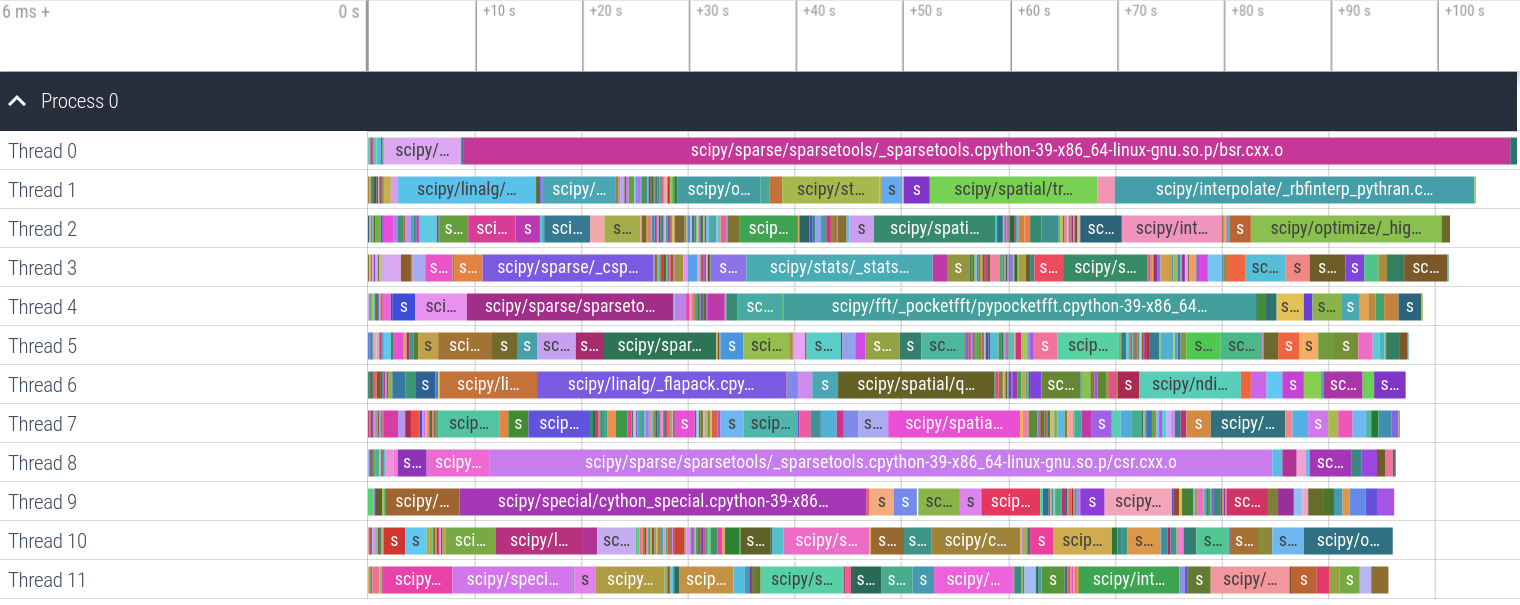 6 ms + 0 s +10 s +20 s +30 s +40 s +50 s +60 s +70 s +80 s +90 s +100 s
Process 0
Thread 0 scipy/… scipy/sparse/sparsetools/_sparsetools.cpython-39-x86_64-linux-gnu.so.p/bsr.cxx.o
Thread 1 scipy/linalg/… scipy/… scipy/o… scipy/st… s s scipy/spatial/tr… scipy/interpolate/_rbfinterp_pythran.c…
Thread 2 s… sci… s sci… s… scip… s scipy/spati… sc… scipy/int… s scipy/optimize/_hig…
Thread 3 s… s… scipy/sparse/_csp… s… scipy/stats/_stats… s s… scipy/s… sc… s s… s sc…
Thread 4 s sci… scipy/sparse/sparseto… sc… scipy/fft/_pocketfft/pypocketfft.cpython-39-x86_64… s… s… s s
Thread 5 s sci… s s sc… s… scipy/spar… s sci… s… s… s sc… s scip… s… sc… s s s
Thread 6 s scipy/li… scipy/linalg/_flapack.cpy… s scipy/spatial/q… sc… s scipy/ndi… s sc… s…
Thread 7 scip… s scip… s s scip… s… scipy/spatia… s s scipy/… s
Thread 8 s… scipy… scipy/sparse/sparsetools/_sparsetools.cpython-39-x86_64-linux-gnu.so.p/csr.cxx.o sc…
Thread 9 scipy/… scipy/special/cython_special.cpython-39-x86… s s sc… s scip… s scipy… sc…
Thread 10 s s sci… scipy/l… sc… s… scipy/s… s… s… scipy/c… s scip… s… s… s… s… scipy/o…
Thread 11 scipy… scipy/speci… s scipy… scip… scipy/s… s… s… s scipy/… s scipy/int… s scipy/… s s